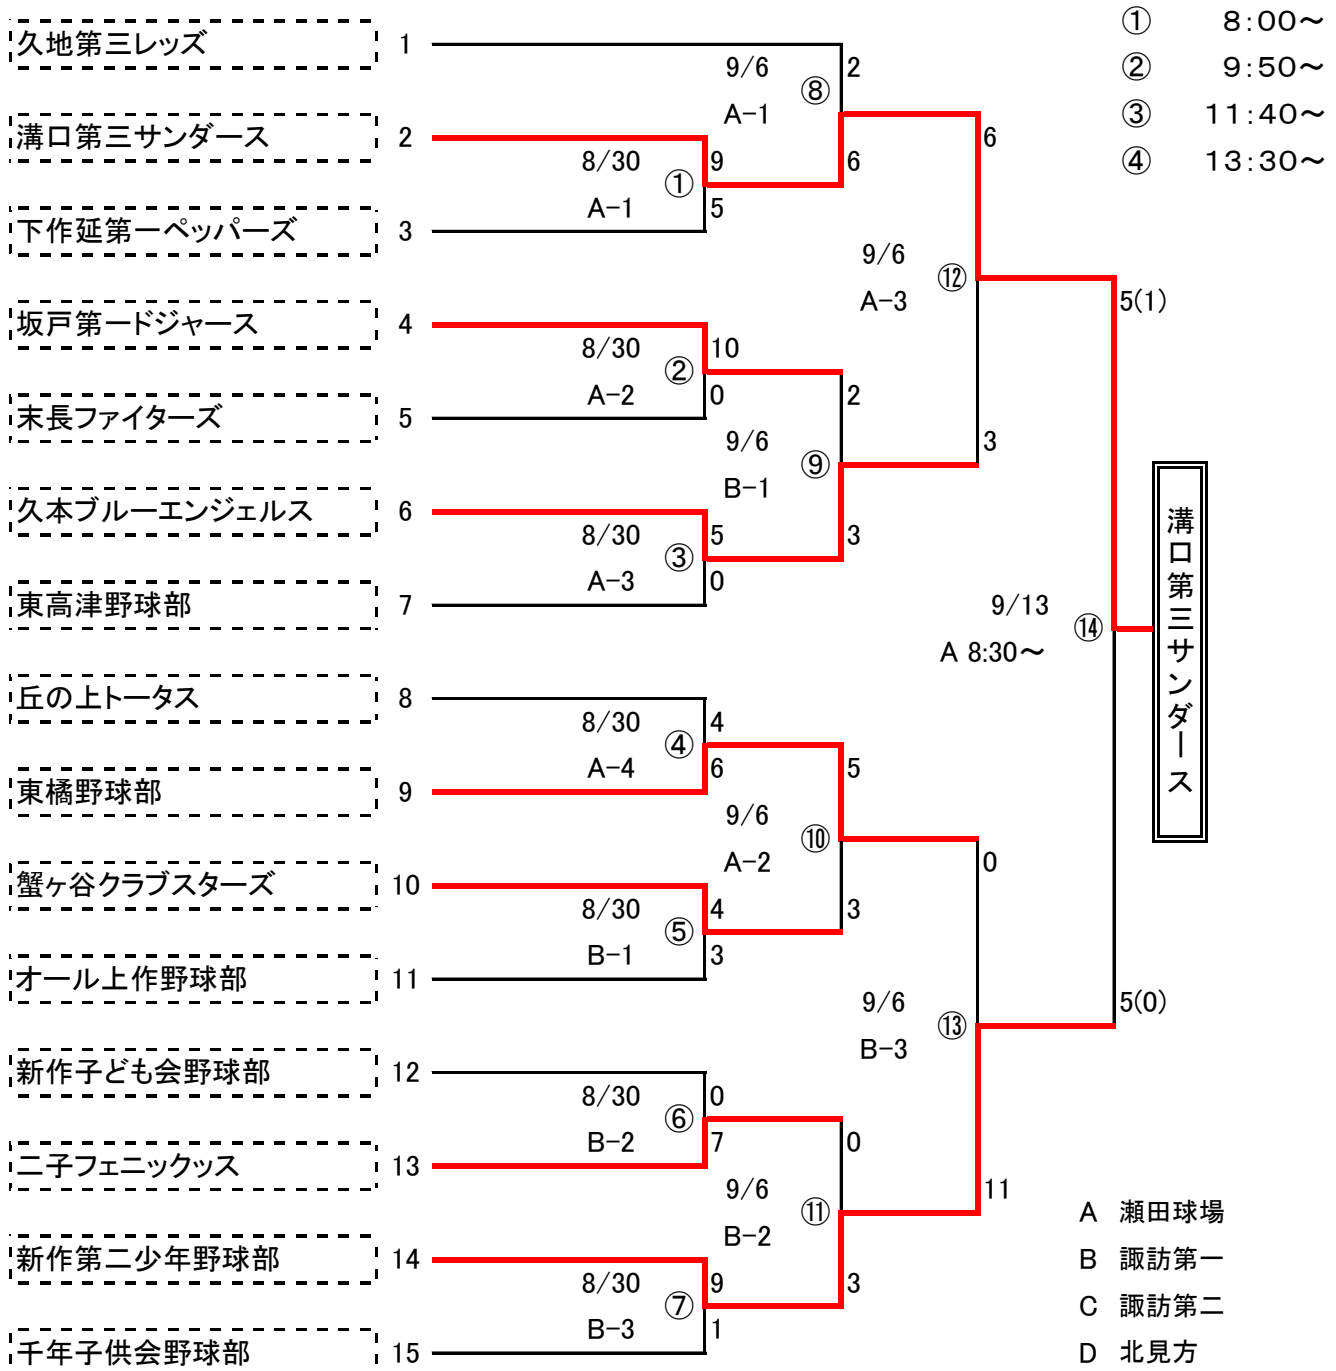 ① 8:00～
② 9:50～
③ 11:40～
④ 13:30～
久地第三レッズ 1
9/6 ⑧ 2
A-1
溝口第三サンダース 2
6
8/30 ① 9
6
A-1 5
下作延第一ペッパーズ 3
9/6 ⑫
A-3
5(1)
坂戸第一ドジャース 4
8/30 ② 10
A-2 0
2
末長ファイターズ 5
9/6 ⑨
3
B-1
久本ブルーエンジェルス 6
8/30 ③ 5
3
A-3 0
東高津野球部 7
9/13 ⑭
A 8:30～
溝口第三サンダース
丘の上トータス 8
8/30 ④ 4
A-4 6
5
東橘野球部 9
9/6 ⑩
A-2
0
蟹ヶ谷クラブスターズ 10
8/30 ⑤ 4
3
B-1 3
オール上作野球部 11
9/6 ⑬
B-3
5(0)
新作子ども会野球部 12
8/30 ⑥ 0
B-2 7
0
二子フェニックッス 13
9/6 ⑪
11
B-2
新作第二少年野球部 14
8/30 ⑦ 9
3
B-3 1
千年子供会野球部 15
A 瀬田球場
B 諏訪第一
C 諏訪第二
D 北見方